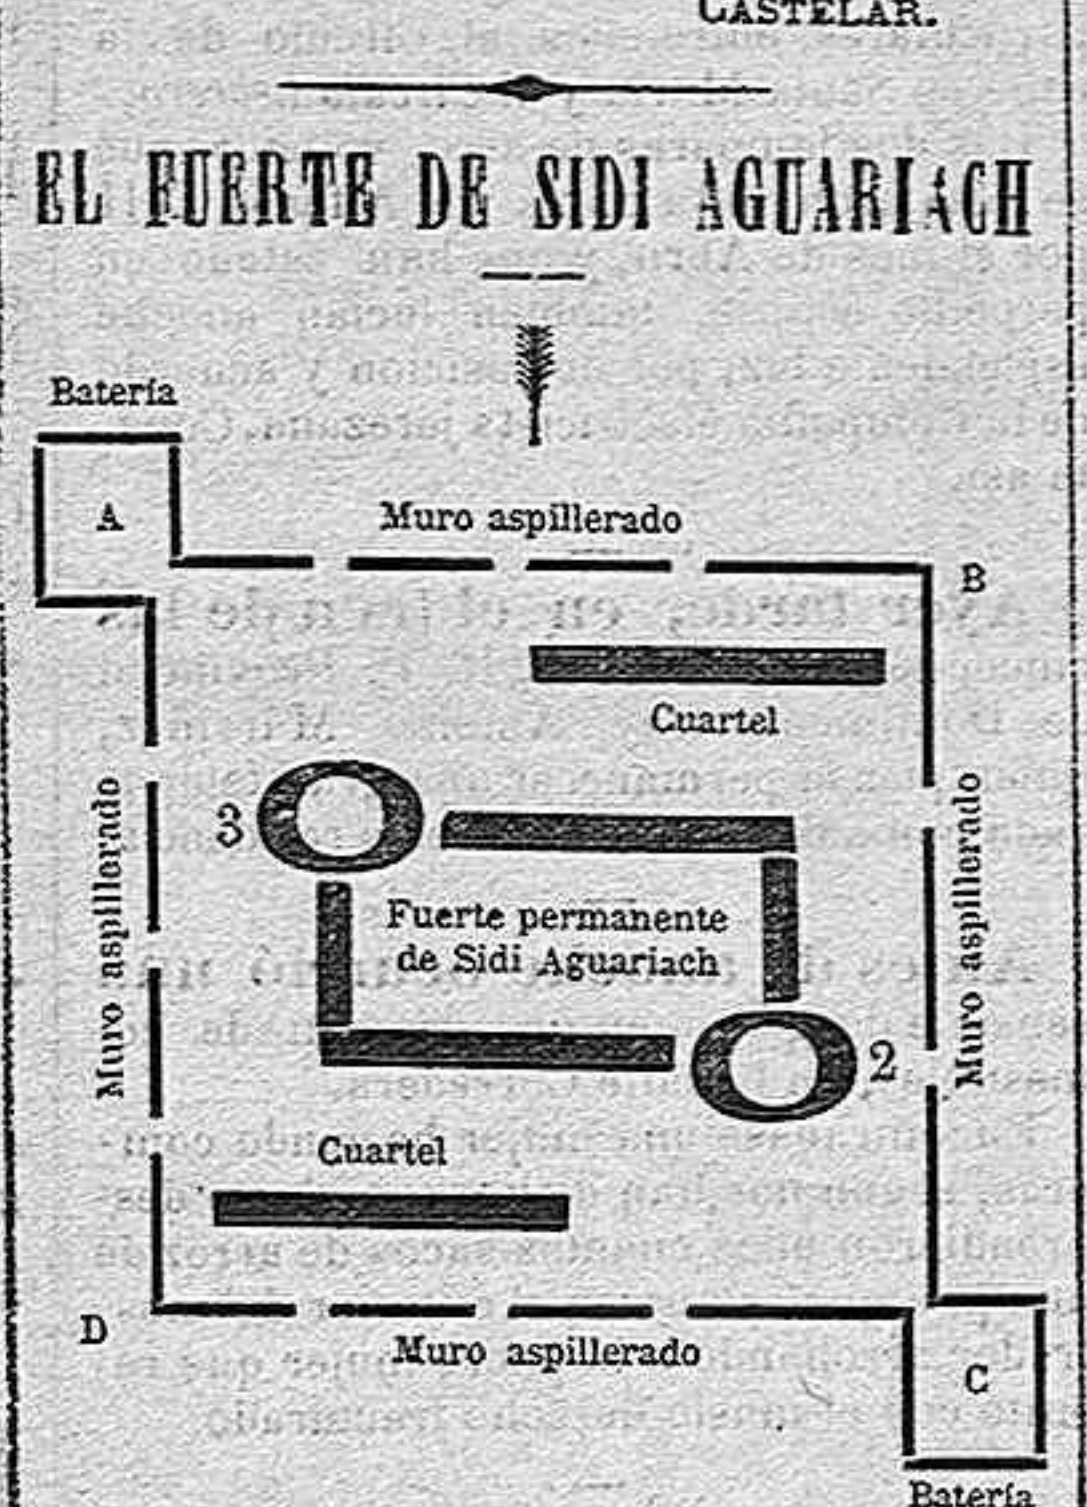 CASTELAR.
EL FUERTE DE SIDI AGUARIACH
Batería
A
Muro aspillerado
B
Cuartel
3
Muro aspillerado
Muro aspillerado
Fuerte permanente
de Sidi Aguariach
2
Cuartel
D
Muro aspillerado
C
Batería